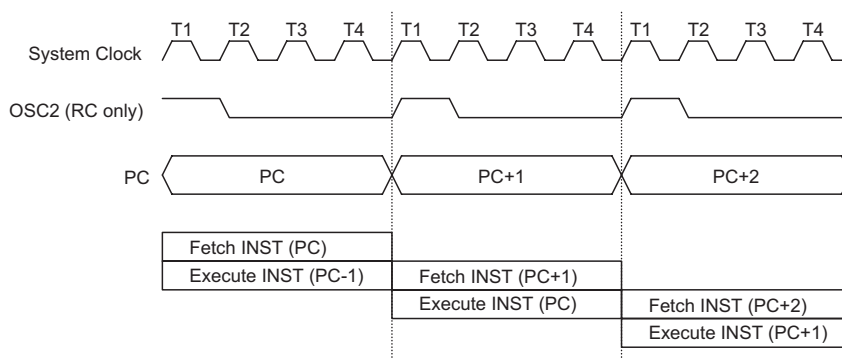 T1 T2 T3 T4 T1 T2 T3 T4 T1 T2 T3 T4
System Clock
OSC2 (RC only)
PC PC PC+1 PC+2
Fetch INST (PC)
Execute INST (PC-1) Fetch INST (PC+1)
Execute INST (PC) Fetch INST (PC+2)
Execute INST (PC+1)